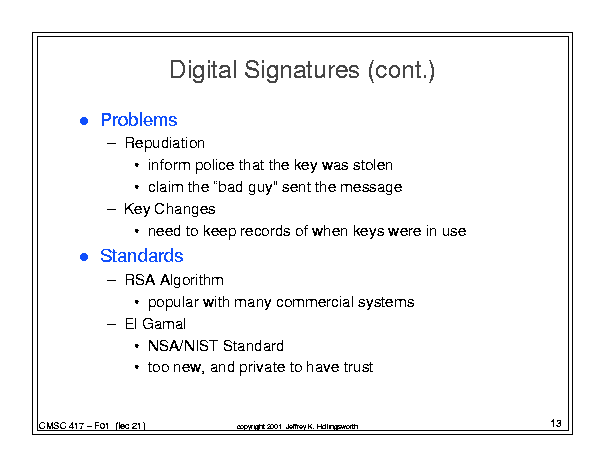 Digital Signatures (cont.)
● Problems
– Repudiation
• inform police that the key was stolen
• claim the "bad guy" sent the message
– Key Changes
• need to keep records of when keys were in use
● Standards
– RSA Algorithm
• popular with many commercial systems
– El Gamal
• NSA/NIST Standard
• too new, and private to have trust
CMSC 417 – F01 (lec 21)
copyright 2001 Jeffrey K. Hollingsworth
13